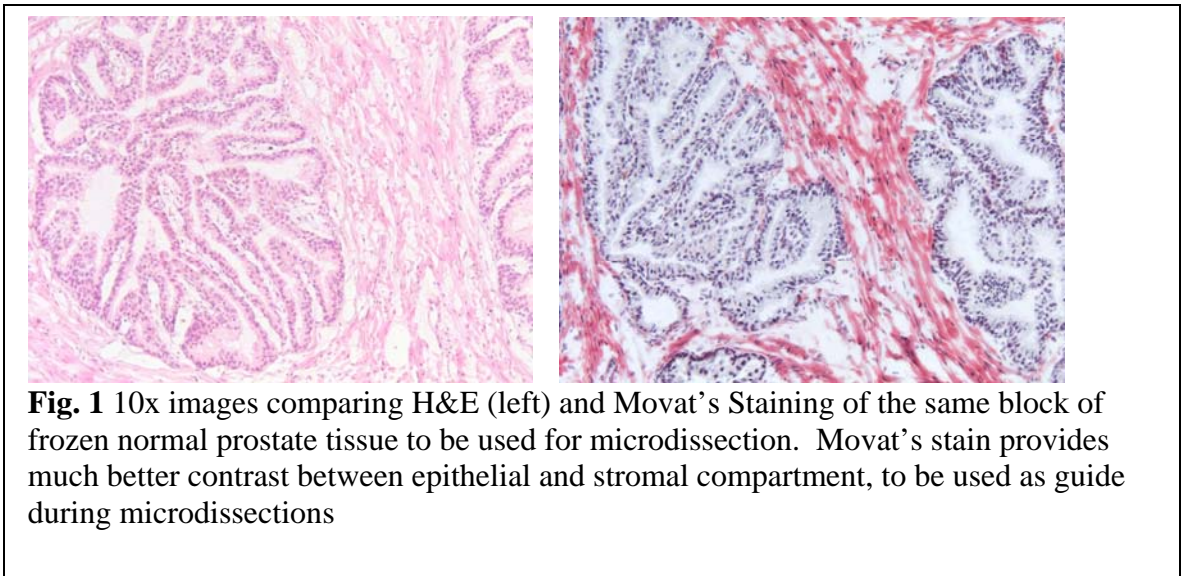 Fig. 1 10x images comparing H&E (left) and Movat’s Staining of the same block of
frozen normal prostate tissue to be used for microdissection.  Movat’s stain provides
much better contrast between epithelial and stromal compartment, to be used as guide
during microdissections